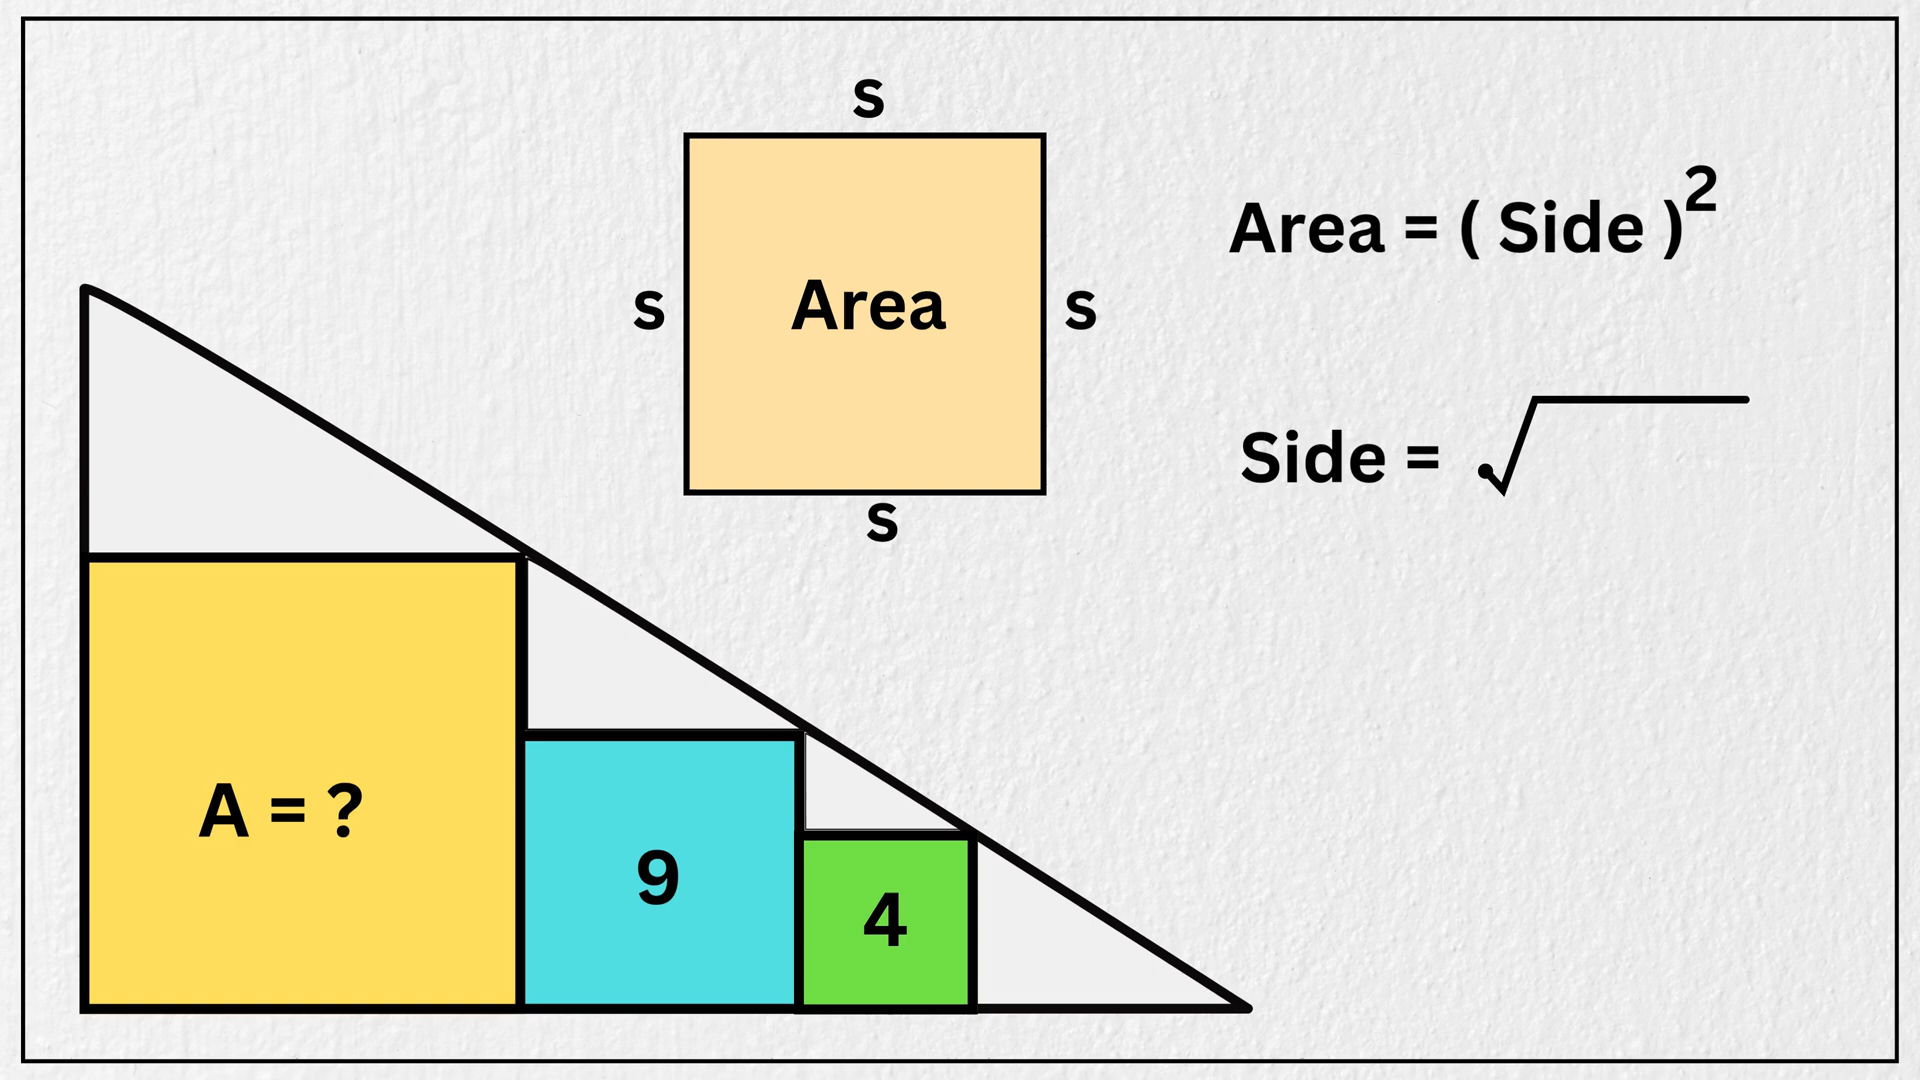 s
s
Area
s
s
Area = ( Side )²
Side = √
A = ?
9
4